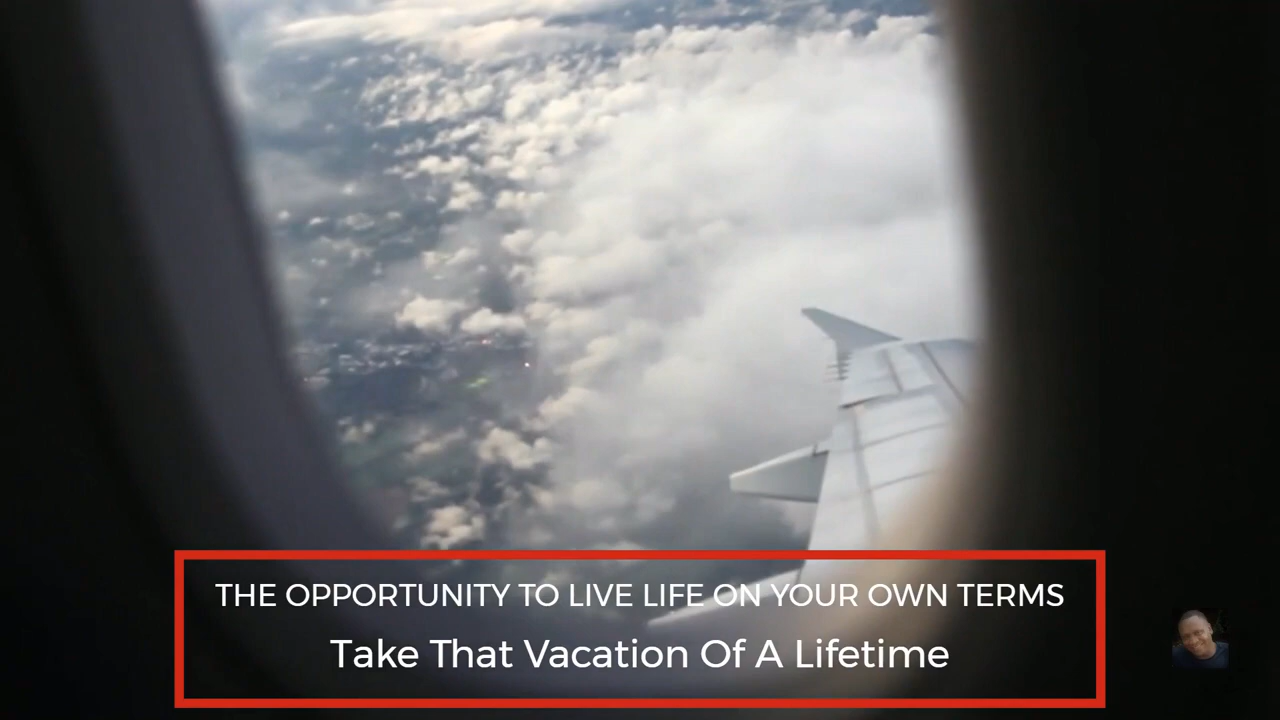 THE OPPORTUNITY TO LIVE LIFE ON YOUR OWN TERMS
Take That Vacation Of A Lifetime